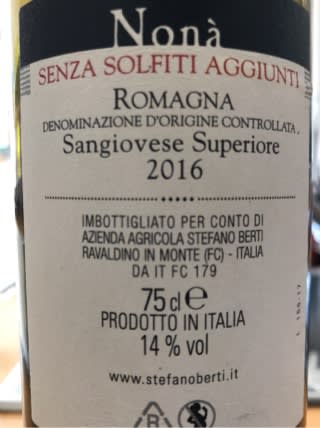 Nonà
SENZA SOLFITI AGGIUNTI
ROMAGNA
DENOMINAZIONE D'ORIGINE CONTROLLATA
Sangiovese Superiore
2016
IMBOTTIGLIATO PER CONTO DI
AZIENDA AGRICOLA STEFANO BERTI
RAVALDINO IN MONTE (FC) - ITALIA
DA IT FC 179
75 cl e
PRODOTTO IN ITALIA
14 % vol
www.stefanoberti.it